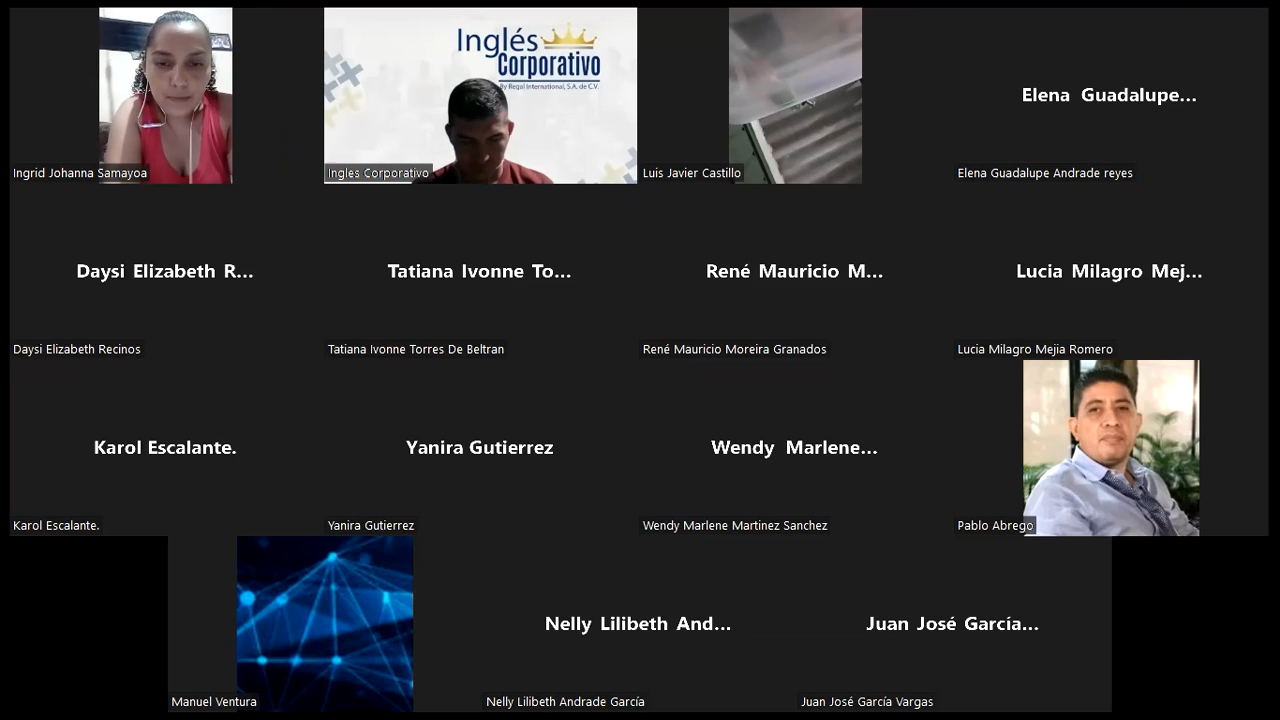 Inglés
Corporativo
By Regal International, S.A. de C.V.
Elena Guadalupe...
Ingrid Johanna Samayoa
Ingles Corporativo
Luis Javier Castillo
Elena Guadalupe Andrade reyes
Daysi Elizabeth R...
Tatiana Ivonne To...
René Mauricio M...
Lucia Milagro Mej...
Daysi Elizabeth Recinos
Tatiana Ivonne Torres De Beltran
René Mauricio Moreira Granados
Lucia Milagro Mejia Romero
Karol Escalante.
Yanira Gutierrez
Wendy Marlene...
Karol Escalante.
Yanira Gutierrez
Wendy Marlene Martinez Sanchez
Pablo Abrego
Nelly Lilibeth And...
Juan José García...
Manuel Ventura
Nelly Lilibeth Andrade García
Juan José García Vargas